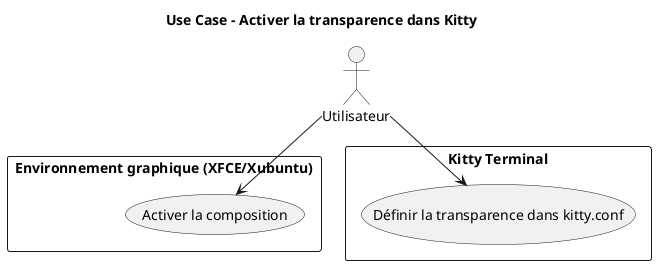 Use Case - Activer la transparence dans Kitty
Utilisateur
Environnement graphique (XFCE/Xubuntu)
Activer la composition
Kitty Terminal
Définir la transparence dans kitty.conf